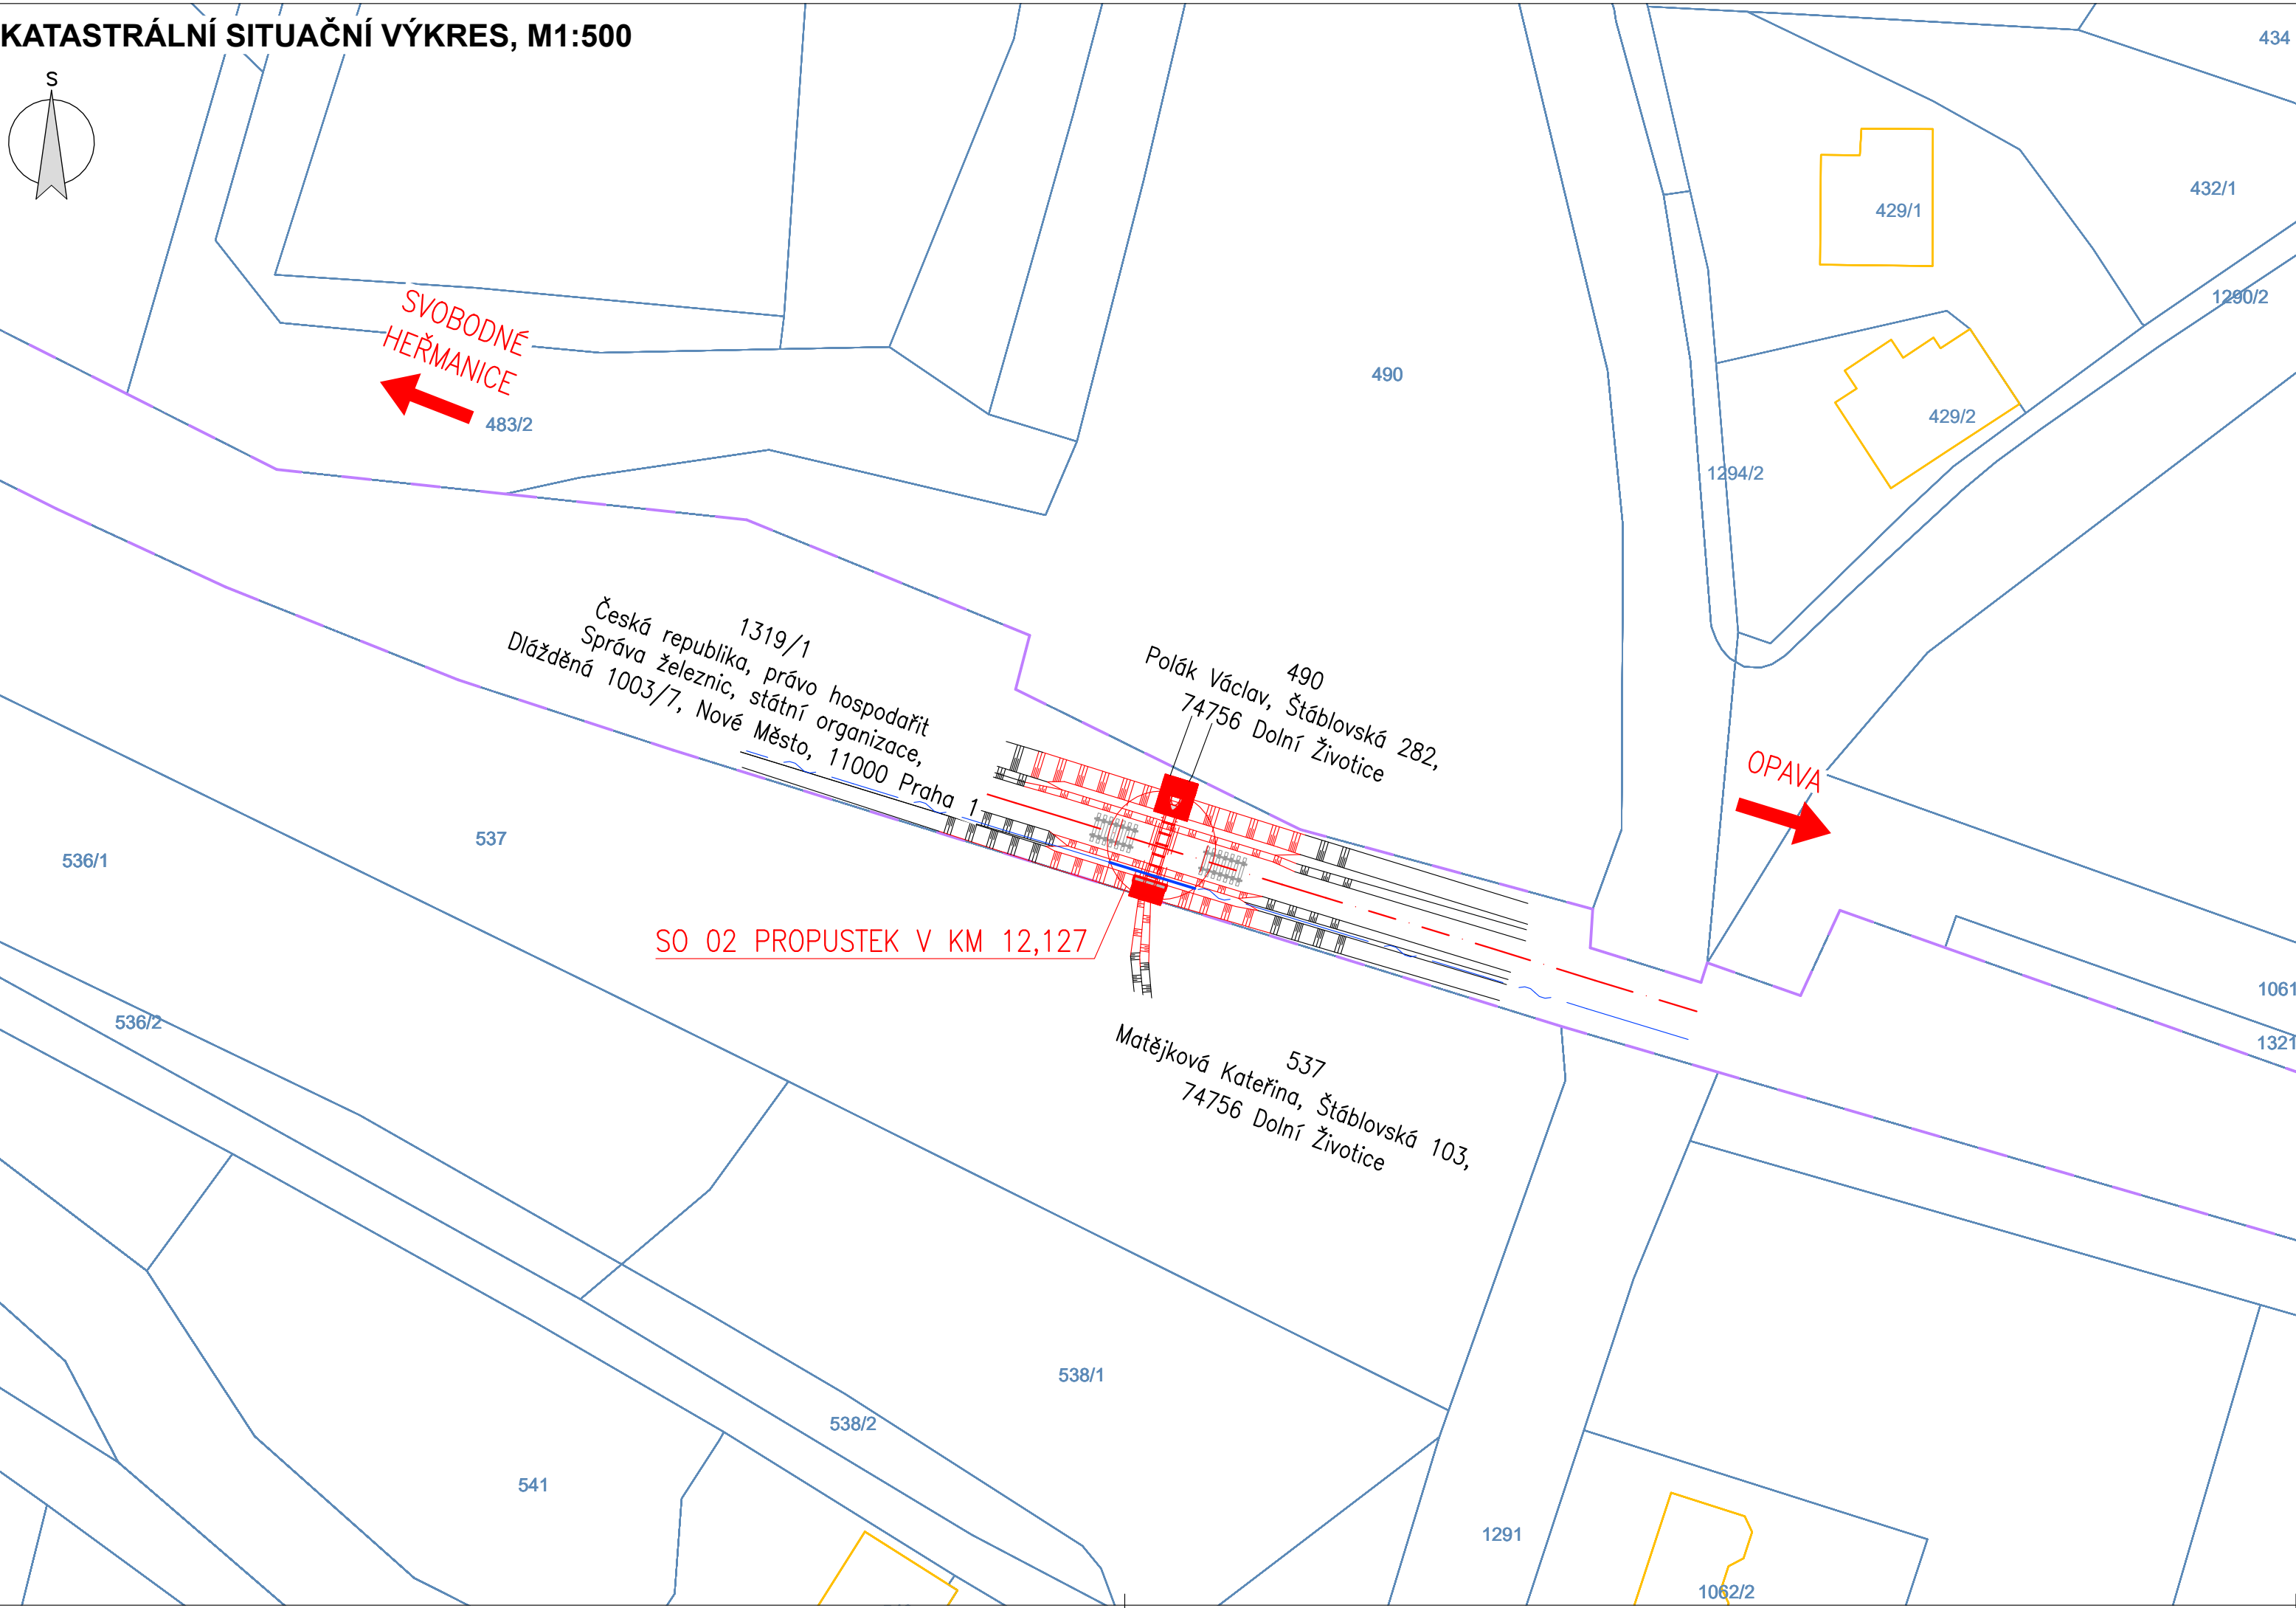 KATASTRÁLNÍ SITUAČNÍ VÝKRES, M1:500
S
434
432/1
429/1
1290/2
SVOBODNÉ
HEŘMANICE
483/2
490
429/2
1294/2
1319/1
Česká republika, právo hospodařit
Správa železnic, státní organizace,
Dlážděná 1003/7, Nové Město, 11000 Praha 1
490
Polák Václav, Štáblovská 282,
74756 Dolní Životice
OPAVA
537
536/1
SO 02 PROPUSTEK V KM 12,127
1061
536/2
1321
537
Matějková Kateřina, Štáblovská 103,
74756 Dolní Životice
538/1
538/2
541
1291
1062/2